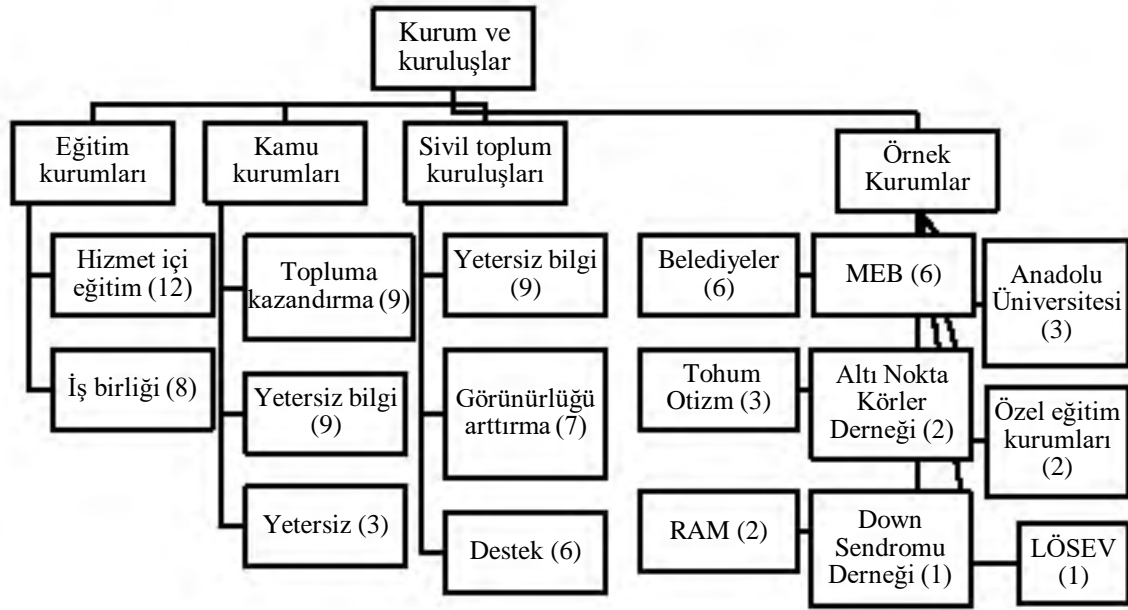 Kurum ve
kuruluşlar
Eğitim
kurumları
Kamu
kurumları
Sivil toplum
kuruluşları
Örnek
Kurumlar
Hizmet içi
eğitim (12)
İş birliği (8)
Topluma
kazandırma (9)
Yetersiz bilgi
(9)
Yetersiz (3)
Yetersiz bilgi
(9)
Görünürlüğü
arttırma (7)
Destek (6)
Belediyeler
(6)
MEB (6)
Anadolu
Üniversitesi
(3)
Tohum
Otizm (3)
Altı Nokta
Körler
Derneği (2)
Özel eğitim
kurumları
(2)
RAM (2)
Down
Sendromu
Derneği (1)
LÖSEV
(1)